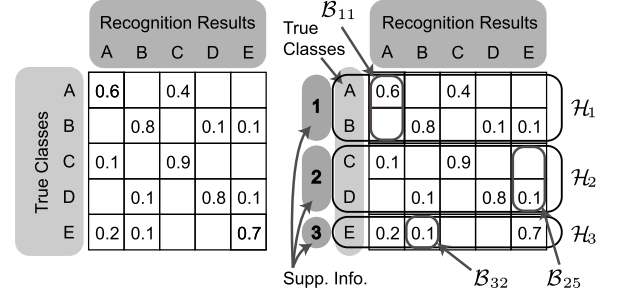 Recognition Results
A B C D E
True Classes
A 0.6 0.4
B 0.8 0.1 0.1
C 0.1 0.9
D 0.1 0.8 0.1
E 0.2 0.1 0.7
True
Classes
B₁₁
Recognition Results
A B C D E
1
A 0.6 0.4
B 0.8 0.1 0.1
H₁
2
C 0.1 0.9
D 0.1 0.8 0.1
H₂
3
E 0.2 0.1 0.7
H₃
Supp. Info.
B₃₂
B₂₅